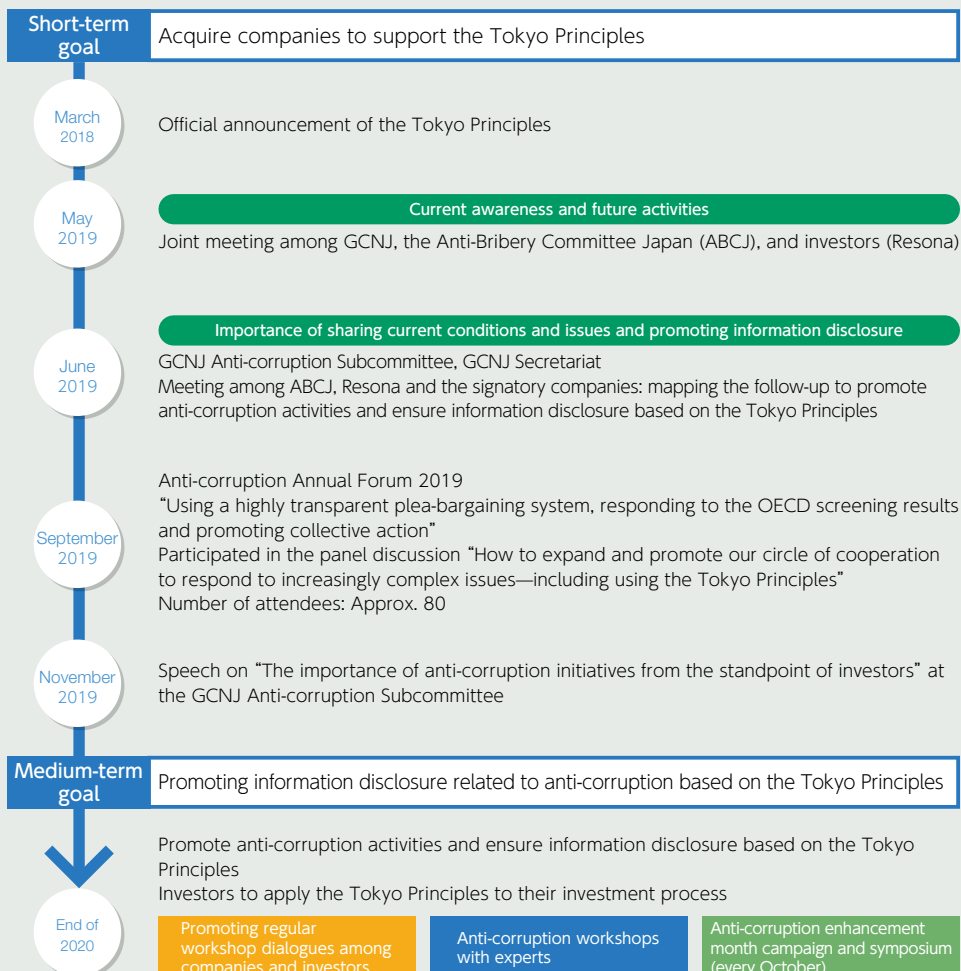 Short-term
goal
Acquire companies to support the Tokyo Principles
March
2018
Official announcement of the Tokyo Principles
May
2019
Current awareness and future activities
Joint meeting among GCNJ, the Anti-Bribery Committee Japan (ABCJ), and investors (Resona)
June
2019
Importance of sharing current conditions and issues and promoting information disclosure
GCNJ Anti-corruption Subcommittee, GCNJ Secretariat
Meeting among ABCJ, Resona and the signatory companies: mapping the follow-up to promote
anti-corruption activities and ensure information disclosure based on the Tokyo Principles
September
2019
Anti-corruption Annual Forum 2019
“Using a highly transparent plea-bargaining system, responding to the OECD screening results
and promoting collective action”
Participated in the panel discussion “How to expand and promote our circle of cooperation
to respond to increasingly complex issues—including using the Tokyo Principles”
Number of attendees: Approx. 80
November
2019
Speech on “The importance of anti-corruption initiatives from the standpoint of investors” at
the GCNJ Anti-corruption Subcommittee
Medium-term
goal
Promoting information disclosure related to anti-corruption based on the Tokyo Principles
Promote anti-corruption activities and ensure information disclosure based on the Tokyo
Principles
Investors to apply the Tokyo Principles to their investment process
End of
2020
Promoting regular
workshop dialogues among
companies and investors
Anti-corruption workshops
with experts
Anti-corruption enhancement
month campaign and symposium
(every October)